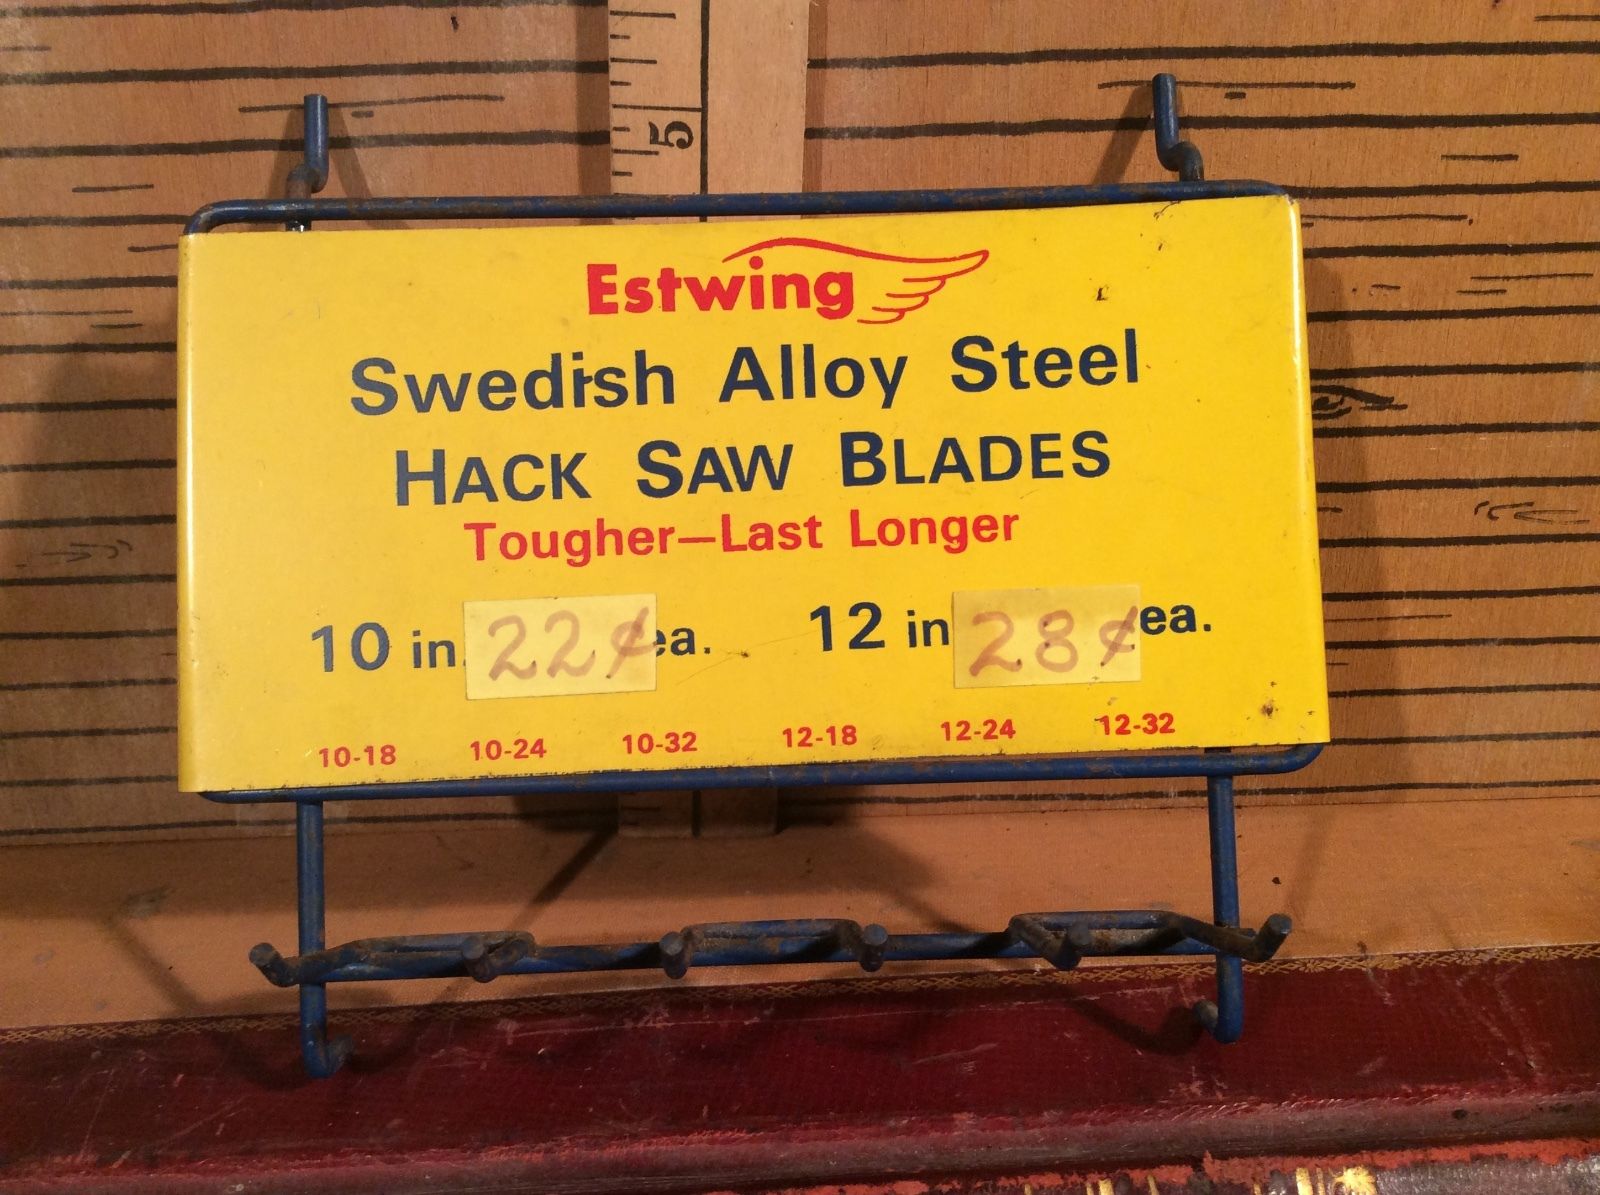 5
Estwing
Swedish Alloy Steel
HACK SAW BLADES
Tougher—Last Longer
10 in. 22¢ ea. 12 in 28¢ ea.
10-18 10-24 10-32 12-18 12-24 12-32